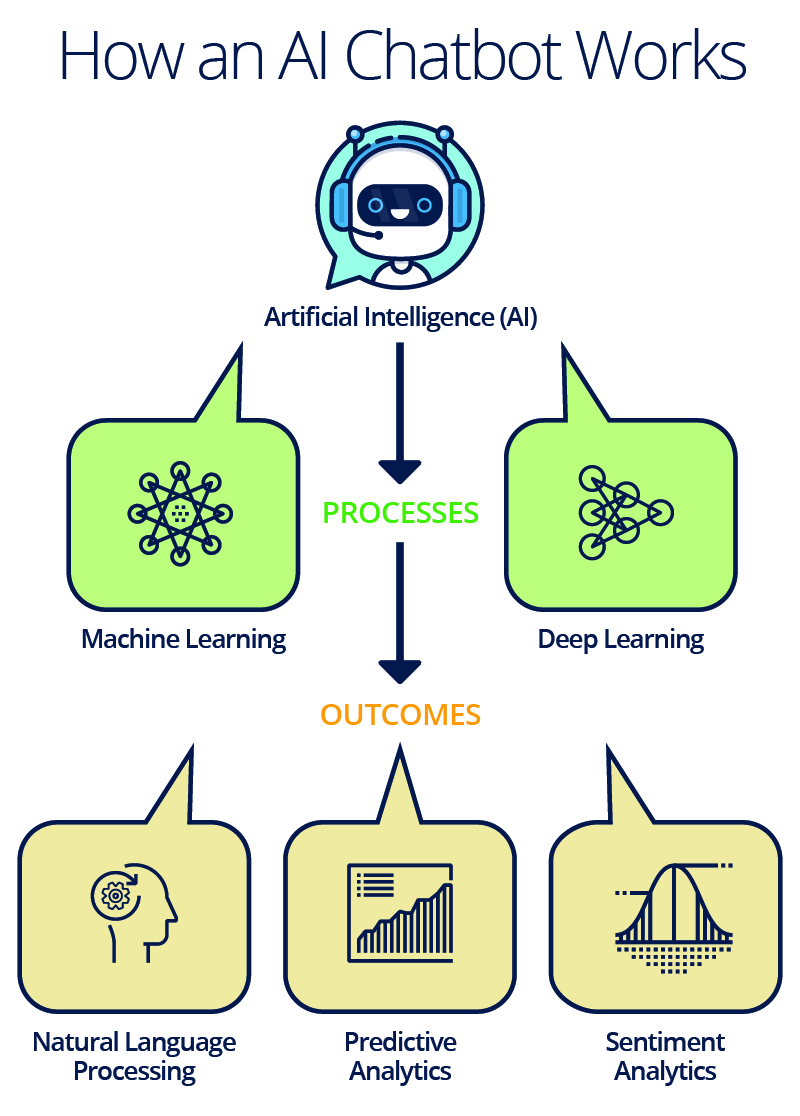 How an AI Chatbot Works
Artificial Intelligence (AI)
PROCESSES
Machine Learning
Deep Learning
OUTCOMES
Natural Language
Processing
Predictive
Analytics
Sentiment
Analytics